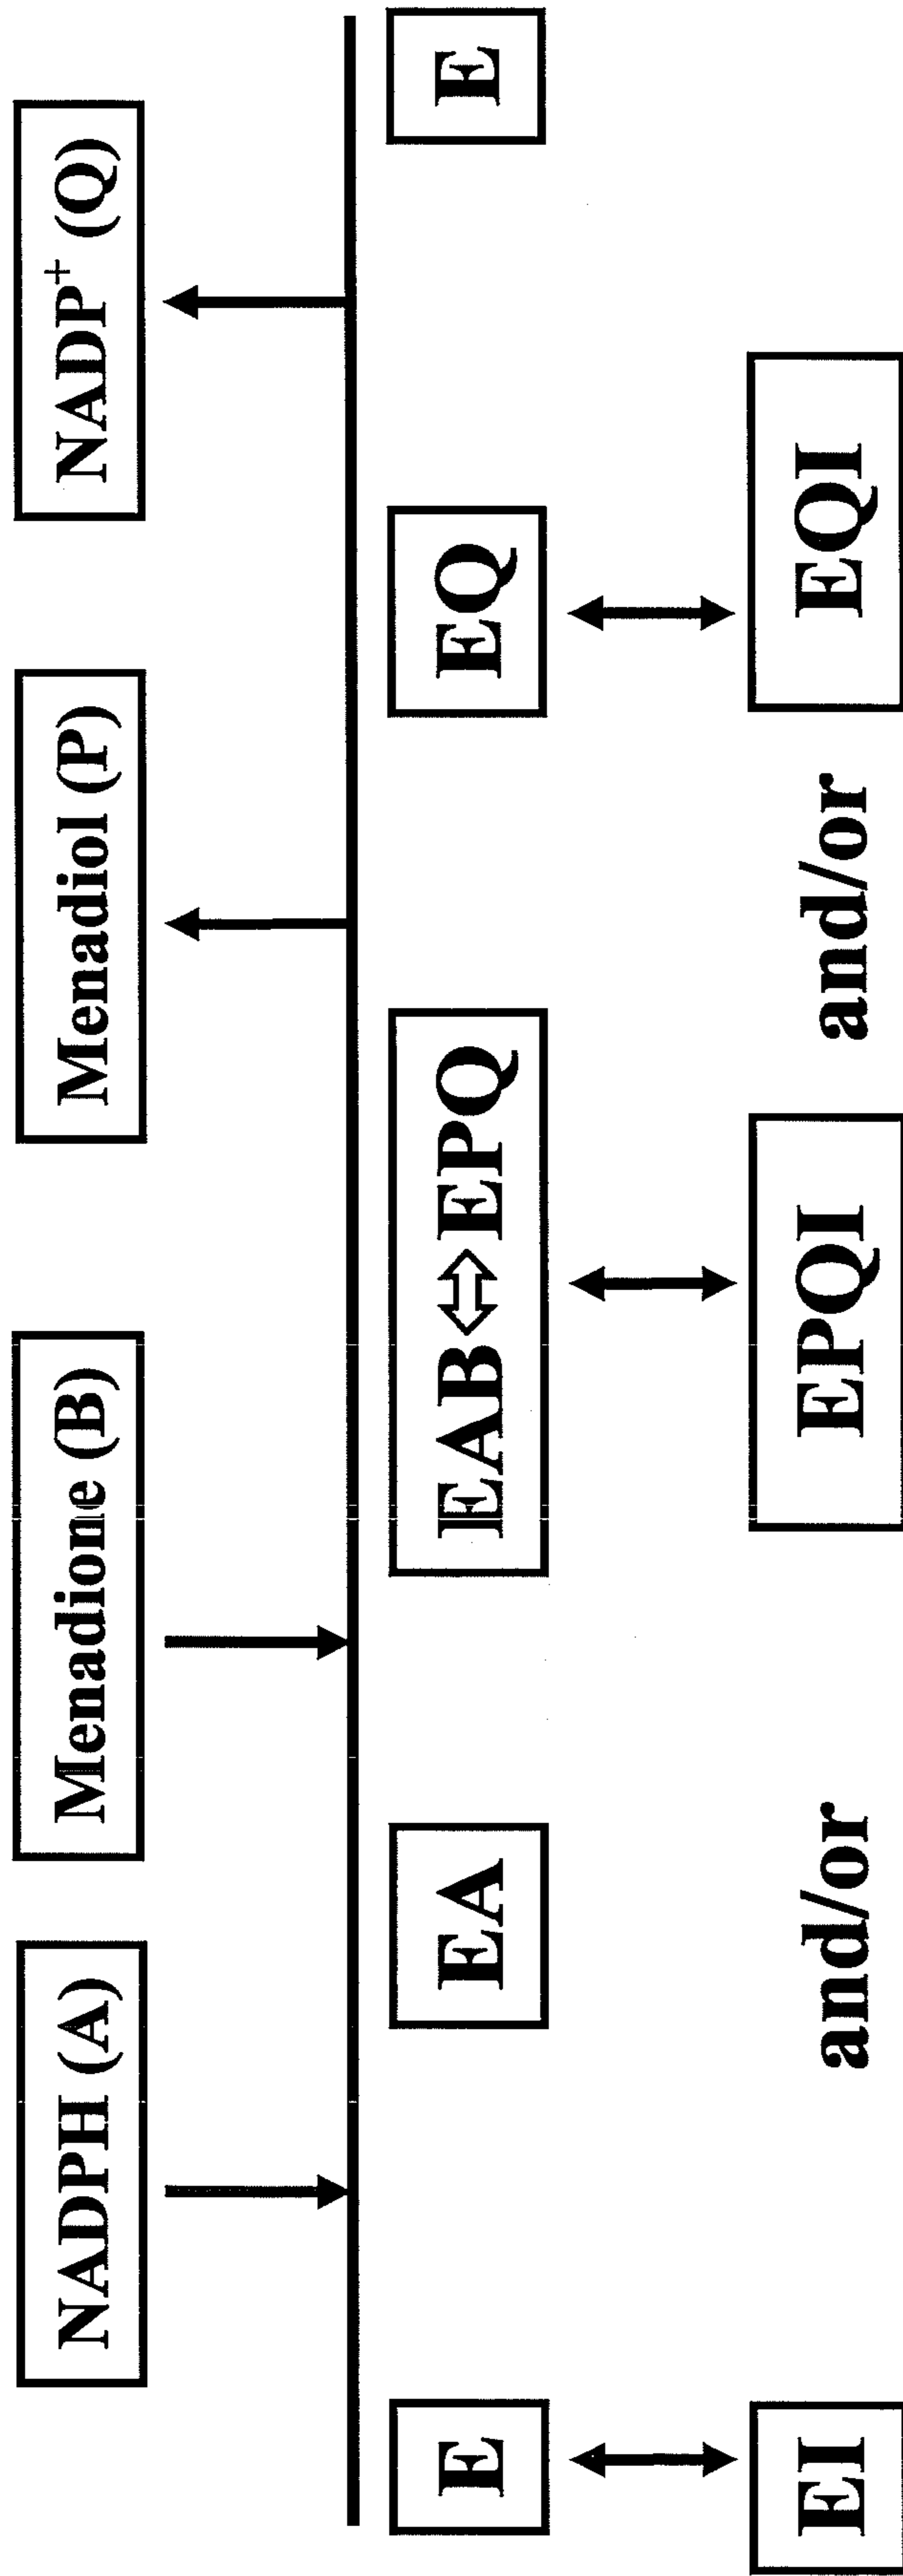 NADPH (A) Menadione (B) Menadiol (P) NADP⁺ (Q)
E EA EAB⇔EPQ EQ E
EI and/or EPQI and/or EQI